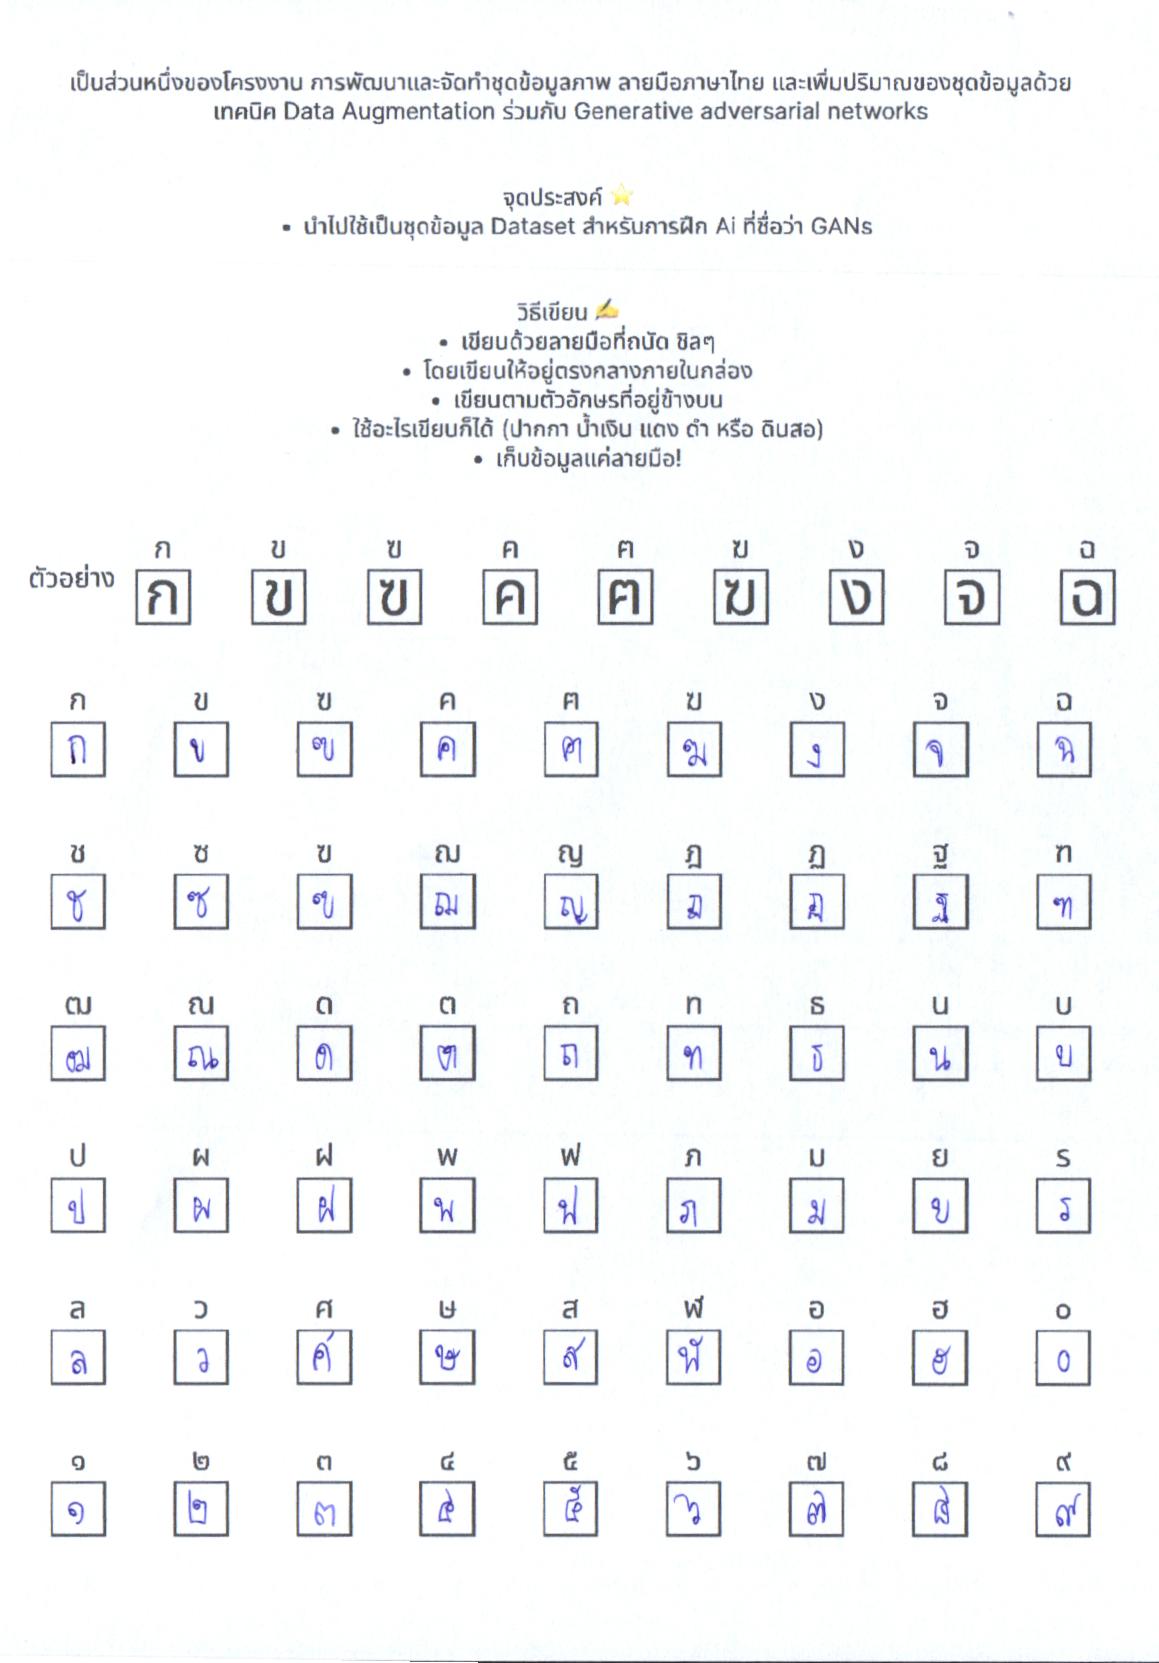 เป็นส่วนหนึ่งของโครงงาน การพัฒนาและจัดทำชุดข้อมูลภาพ ลายมือภาษาไทย และเพิ่มปริมาณของชุดข้อมูลด้วย
เทคนิค Data Augmentation ร่วมกับ Generative adversarial networks
จุดประสงค์ ⭐
• นำไปใช้เป็นชุดข้อมูล Dataset สำหรับการฝึก Ai ที่ชื่อว่า GANs
วิธีเขียน ✍
• เขียนด้วยลายมือที่ถนัด ชิลๆ
• โดยเขียนให้อยู่ตรงกลางภายในกล่อง
• เขียนตามตัวอักษรที่อยู่ข้างบน
• ใช้อะไรเขียนก็ได้ (ปากกา น้ำเงิน แดง ดำ หรือ ดินสอ)
• เก็บข้อมูลแค่ลายมือ!
ก ข ฃ ค ฅ ฆ ง จ ฉ
ตัวอย่าง ก ข ฃ ค ฅ ฆ ง จ ฉ
ก ข ฃ ค ฅ ฆ ง จ ฉ
ก ข ฃ ค ฅ ฆ ง จ ฉ
ช ซ ฃ ฌ ญ ฎ ฏ ฐ ฑ
ช ซ ฃ ฌ ญ ฎ ฏ ฐ ฑ
ฒ ณ ด ต ถ ท ธ น บ
ฒ ณ ด ต ถ ท ธ น บ
ป ผ ฝ พ ฟ ภ ม ย ร
ป ผ ฝ พ ฟ ภ ม ย ร
ล ว ศ ษ ส ฬ อ ฮ ๐
ล ว ศ ษ ส ฬ อ ฮ ๐
๑ ๒ ๓ ๔ ๕ ๖ ๗ ๘ ๙
๑ ๒ ๓ ๔ ๕ ๖ ๗ ๘ ๙